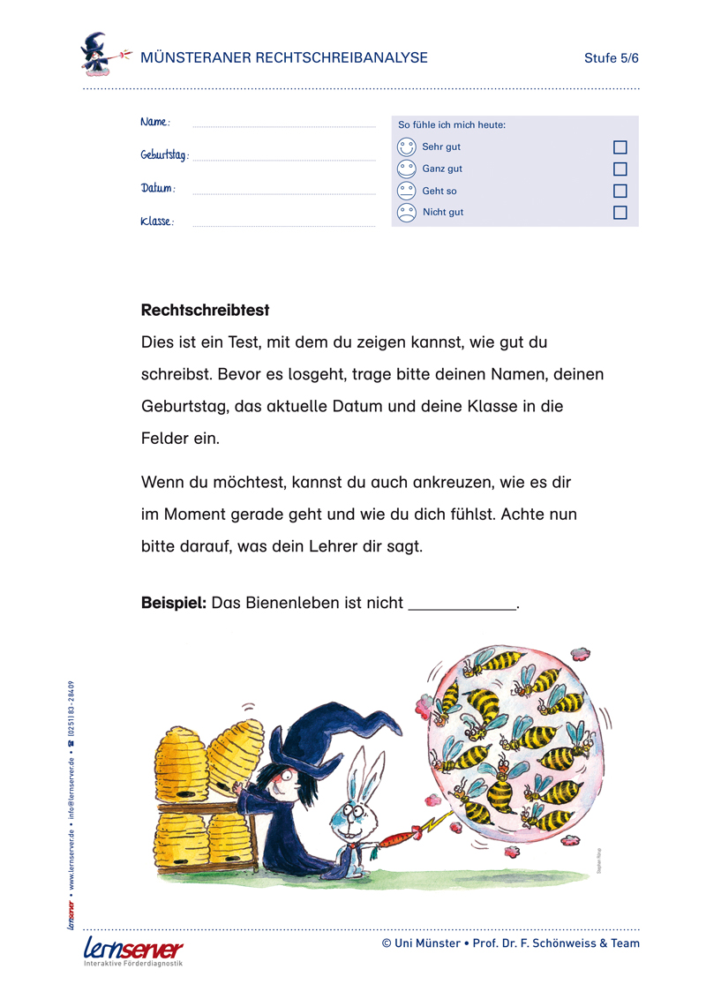 MÜNSTERANER RECHTSCHREIBANALYSE
Stufe 5/6
Name:
Geburtstag:
Datum:
Klasse:
So fühle ich mich heute:
Sehr gut
Ganz gut
Geht so
Nicht gut
Rechtschreibtest
Dies ist ein Test, mit dem du zeigen kannst, wie gut du
schreibst. Bevor es losgeht, trage bitte deinen Namen, deinen
Geburtstag, das aktuelle Datum und deine Klasse in die
Felder ein.
Wenn du möchtest, kannst du auch ankreuzen, wie es dir
im Moment gerade geht und wie du dich fühlst. Achte nun
bitte darauf, was dein Lehrer dir sagt.
Beispiel: Das Bienenleben ist nicht ____________.
lernserver • www.lernserver.de • info@lernserver.de • ☎ (0251) 83-28409
lernserver
Interaktive Förderdiagnostik
© Uni Münster • Prof. Dr. F. Schönweiss & Team